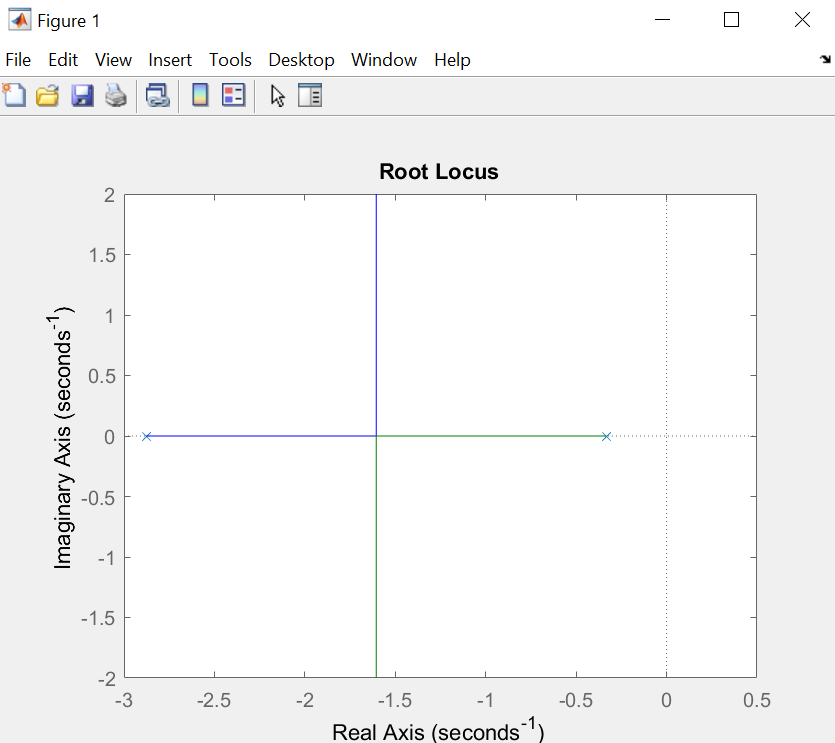 Figure 1
File Edit View Insert Tools Desktop Window Help
Root Locus
2
1.5
1
0.5
0
-0.5
-1
-1.5
-2
Imaginary Axis (seconds⁻¹)
-3 -2.5 -2 -1.5 -1 -0.5 0 0.5
Real Axis (seconds⁻¹)